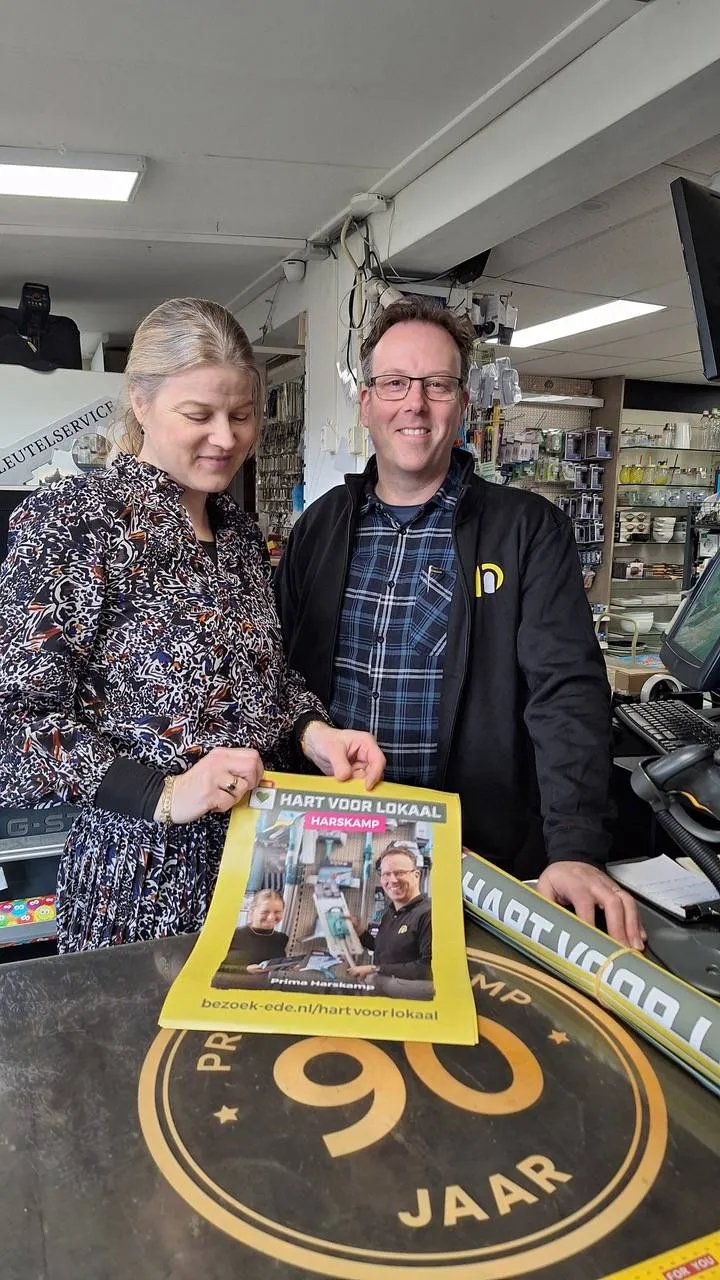 LEUTELSERVICE
G-ST
HART VOOR LOKAAL
HARSKAMP
Prima Harskamp
bezoek-ede.nl/hartvoorlokaal
HART VOOR L
PR
MP
90
JAAR
FOR YOU